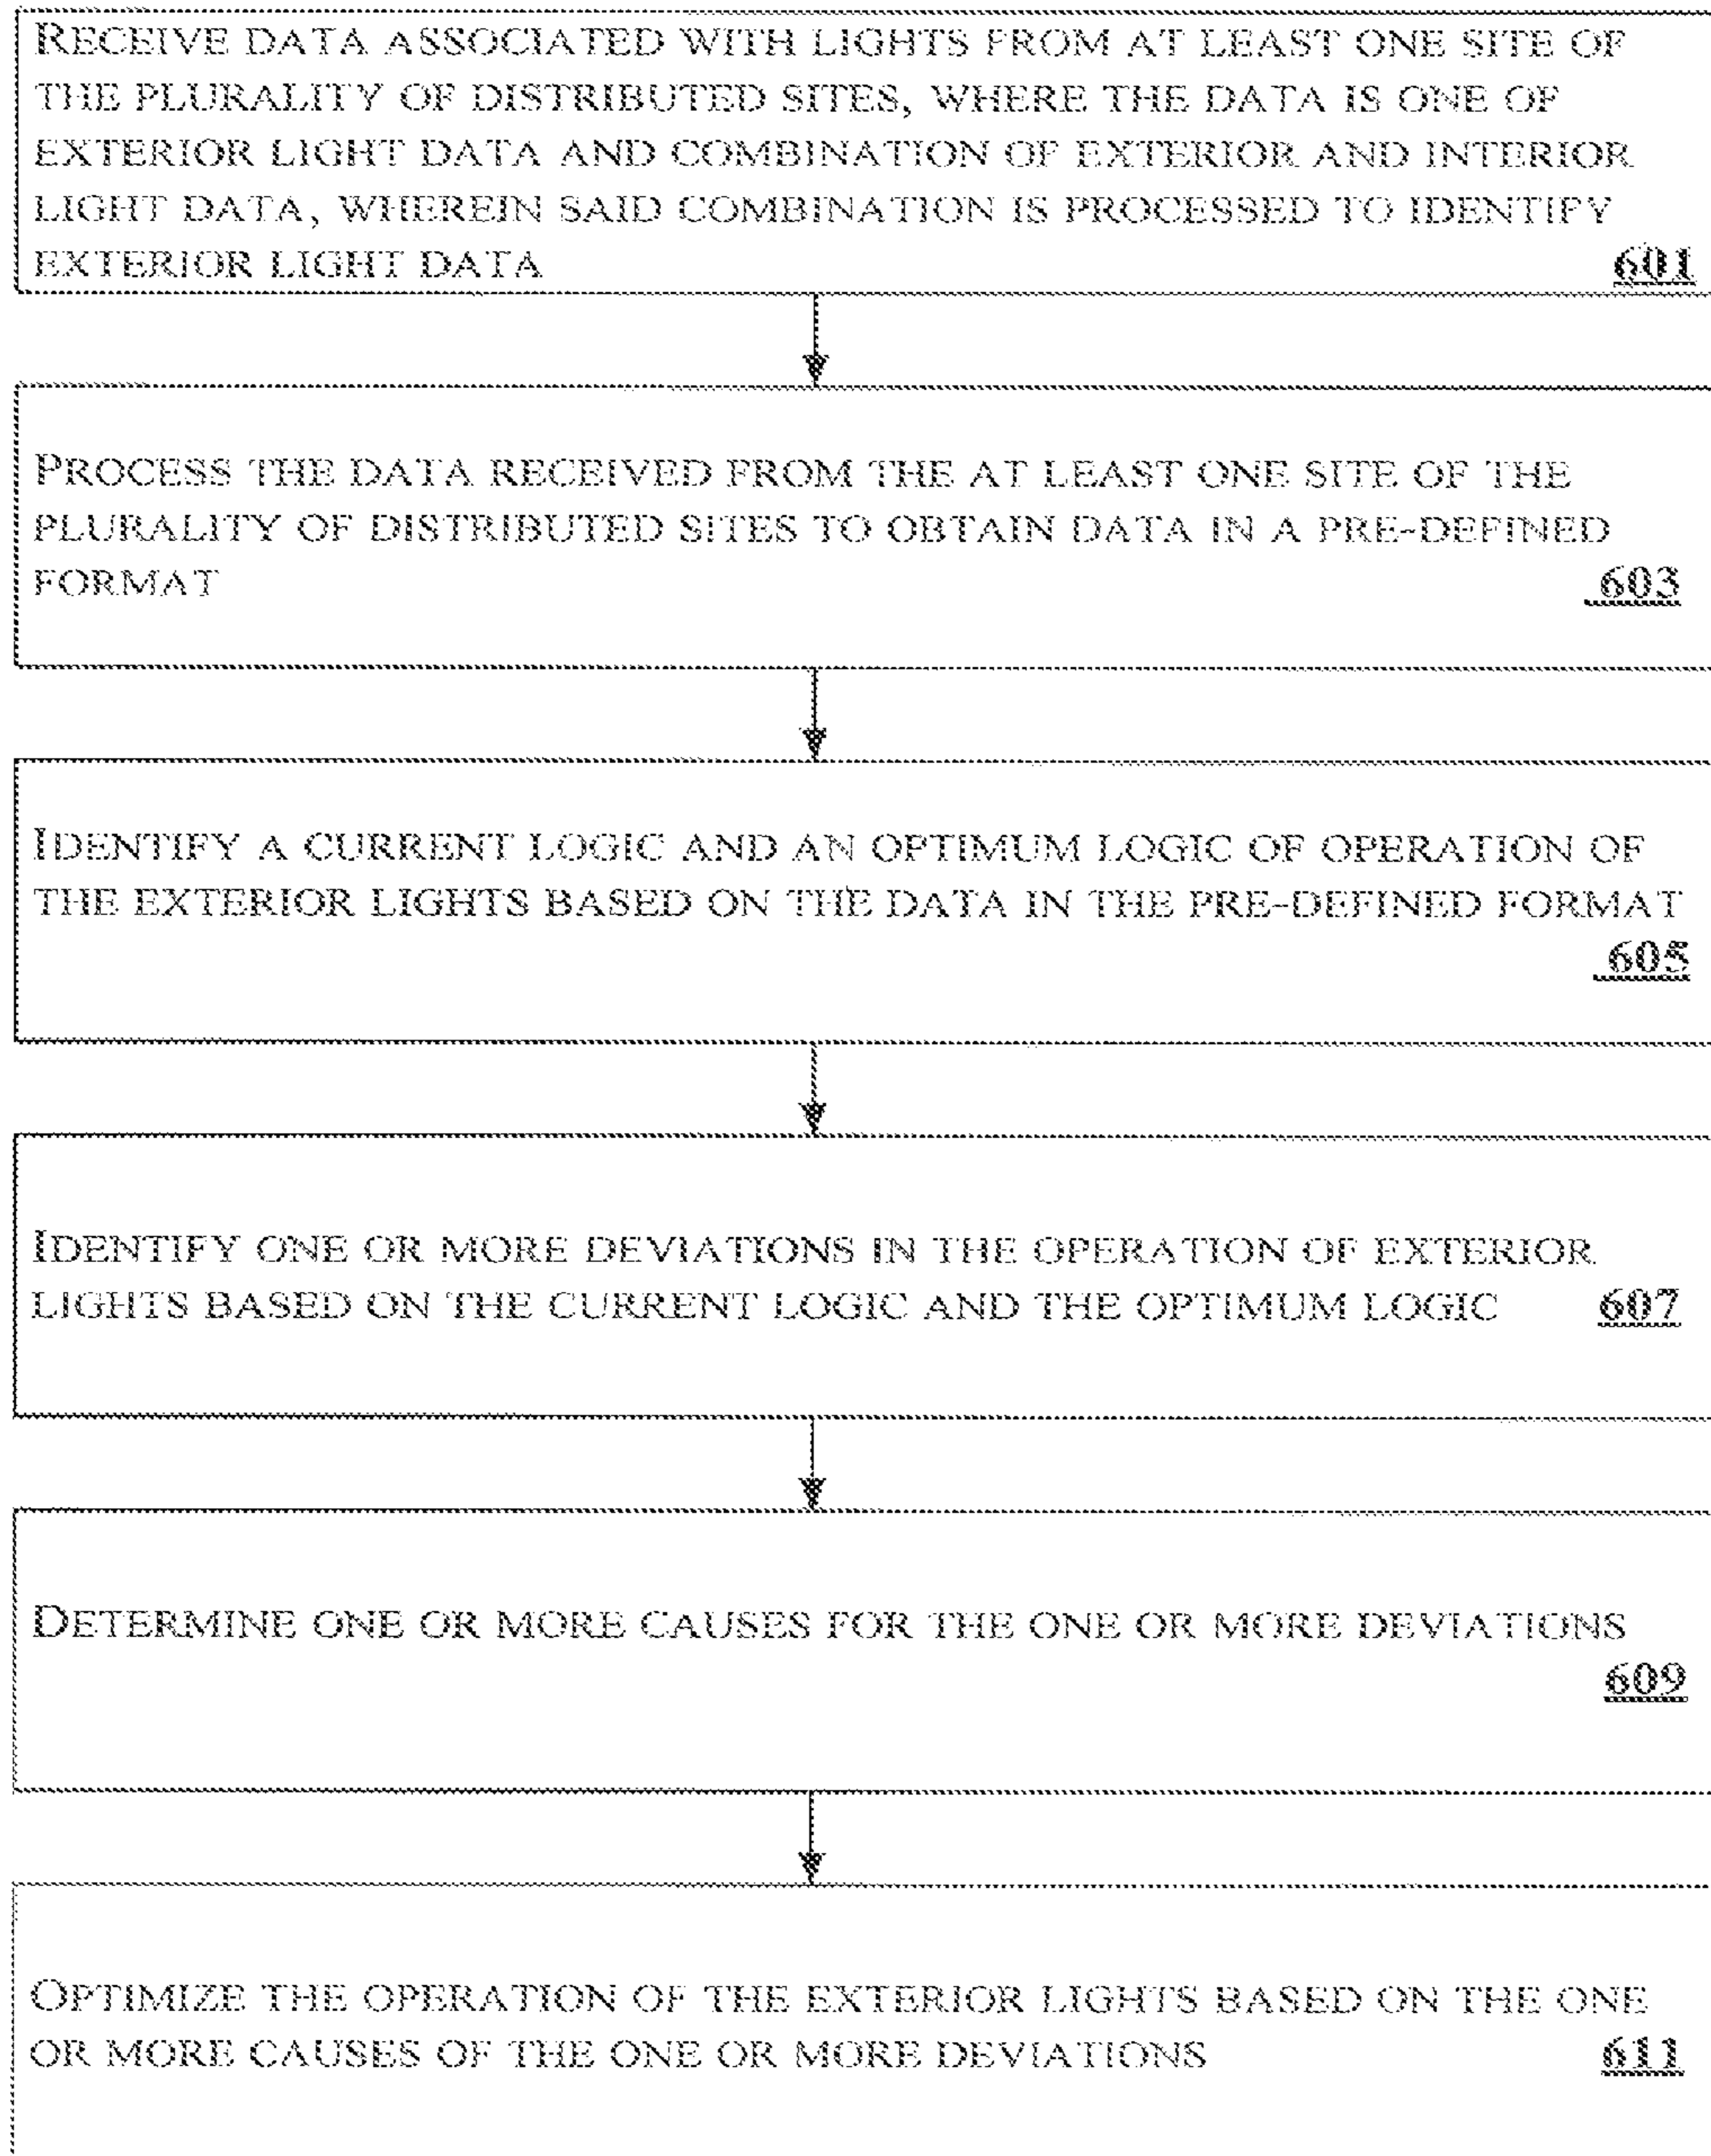 RECEIVE DATA ASSOCIATED WITH LIGHTS FROM AT LEAST ONE SITE OF
THE PLURALITY OF DISTRIBUTED SITES, WHERE THE DATA IS ONE OF
EXTERIOR LIGHT DATA AND COMBINATION OF EXTERIOR AND INTERIOR
LIGHT DATA, WHEREIN SAID COMBINATION IS PROCESSED TO IDENTIFY
EXTERIOR LIGHT DATA 601
PROCESS THE DATA RECEIVED FROM THE AT LEAST ONE SITE OF THE
PLURALITY OF DISTRIBUTED SITES TO OBTAIN DATA IN A PRE-DEFINED
FORMAT 603
IDENTIFY A CURRENT LOGIC AND AN OPTIMUM LOGIC OF OPERATION OF
THE EXTERIOR LIGHTS BASED ON THE DATA IN THE PRE-DEFINED FORMAT
605
IDENTIFY ONE OR MORE DEVIATIONS IN THE OPERATION OF EXTERIOR
LIGHTS BASED ON THE CURRENT LOGIC AND THE OPTIMUM LOGIC 607
DETERMINE ONE OR MORE CAUSES FOR THE ONE OR MORE DEVIATIONS
609
OPTIMIZE THE OPERATION OF THE EXTERIOR LIGHTS BASED ON THE ONE
OR MORE CAUSES OF THE ONE OR MORE DEVIATIONS 611